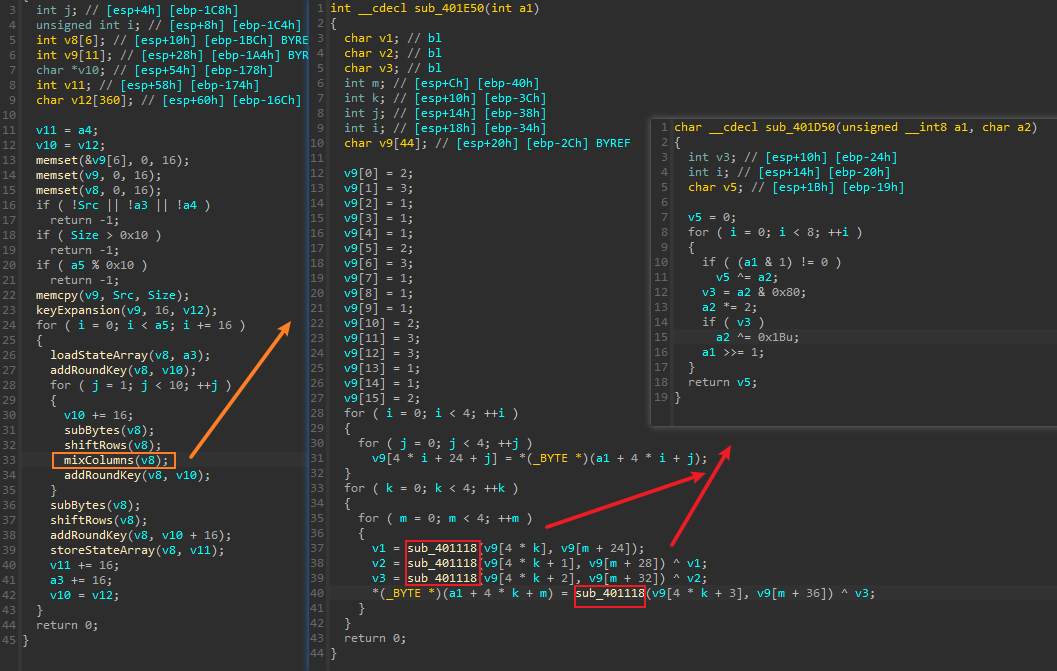 3 int j; // [esp+4h] [ebp-1C8h]
4 unsigned int i; // [esp+8h] [ebp-1C4h]
5 int v8[6]; // [esp+10h] [ebp-1BCh] BYRE
6 int v9[11]; // [esp+28h] [ebp-1A4h] BYR
7 char *v10; // [esp+54h] [ebp-178h]
8 int v11; // [esp+58h] [ebp-174h]
9 char v12[360]; // [esp+60h] [ebp-16Ch]
10
11 v11 = a4;
12 v10 = v12;
13 memset(&v9[6], 0, 16);
14 memset(v9, 0, 16);
15 memset(v8, 0, 16);
16 if ( !Src || !a3 || !a4 )
17 return -1;
18 if ( Size > 0x10 )
19 return -1;
20 if ( a5 % 0x10 )
21 return -1;
22 memcpy(v9, Src, Size);
23 keyExpansion(v9, 16, v12);
24 for ( i = 0; i < a5; i += 16 )
25 {
26 loadStateArray(v8, a3);
27 addRoundKey(v8, v10);
28 for ( j = 1; j < 10; ++j )
29 {
30 v10 += 16;
31 subBytes(v8);
32 shiftRows(v8);
33 mixColumns(v8);
34 addRoundKey(v8, v10);
35 }
36 subBytes(v8);
37 shiftRows(v8);
38 addRoundKey(v8, v10 + 16);
39 storeStateArray(v8, v11);
40 v11 += 16;
41 a3 += 16;
42 v10 = v12;
43 }
44 return 0;
45 }
1 int __cdecl sub_401E50(int a1)
2 {
3 char v1; // bl
4 char v2; // bl
5 char v3; // bl
6 int m; // [esp+Ch] [ebp-40h]
7 int k; // [esp+10h] [ebp-3Ch]
8 int j; // [esp+14h] [ebp-38h]
9 int i; // [esp+18h] [ebp-34h]
10 char v9[44]; // [esp+20h] [ebp-2Ch] BYREF
11
12 v9[0] = 2;
13 v9[1] = 3;
14 v9[2] = 1;
15 v9[3] = 1;
16 v9[4] = 1;
17 v9[5] = 2;
18 v9[6] = 3;
19 v9[7] = 1;
20 v9[8] = 1;
21 v9[9] = 1;
22 v9[10] = 2;
23 v9[11] = 3;
24 v9[12] = 3;
25 v9[13] = 1;
26 v9[14] = 1;
27 v9[15] = 2;
28 for ( i = 0; i < 4; ++i )
29 {
30 for ( j = 0; j < 4; ++j )
31 v9[4 * i + 24 + j] = *(_BYTE *)(a1 + 4 * i + j);
32 }
33 for ( k = 0; k < 4; ++k )
34 {
35 for ( m = 0; m < 4; ++m )
36 {
37 v1 = sub_401118(v9[4 * k], v9[m + 24]);
38 v2 = sub_401118(v9[4 * k + 1], v9[m + 28]) ^ v1;
39 v3 = sub_401118(v9[4 * k + 2], v9[m + 32]) ^ v2;
40 *(_BYTE *)(a1 + 4 * k + m) = sub_401118(v9[4 * k + 3], v9[m + 36]) ^ v3;
41 }
42 }
43 return 0;
44 }
1 char __cdecl sub_401D50(unsigned __int8 a1, char a2)
2 {
3 int v3; // [esp+10h] [ebp-24h]
4 int i; // [esp+14h] [ebp-20h]
5 char v5; // [esp+1Bh] [ebp-19h]
6
7 v5 = 0;
8 for ( i = 0; i < 8; ++i )
9 {
10 if ( (a1 & 1) != 0 )
11 v5 ^= a2;
12 v3 = a2 & 0x80;
13 a2 *= 2;
14 if ( v3 )
15 a2 ^= 0x1Bu;
16 a1 >>= 1;
17 }
18 return v5;
19 }